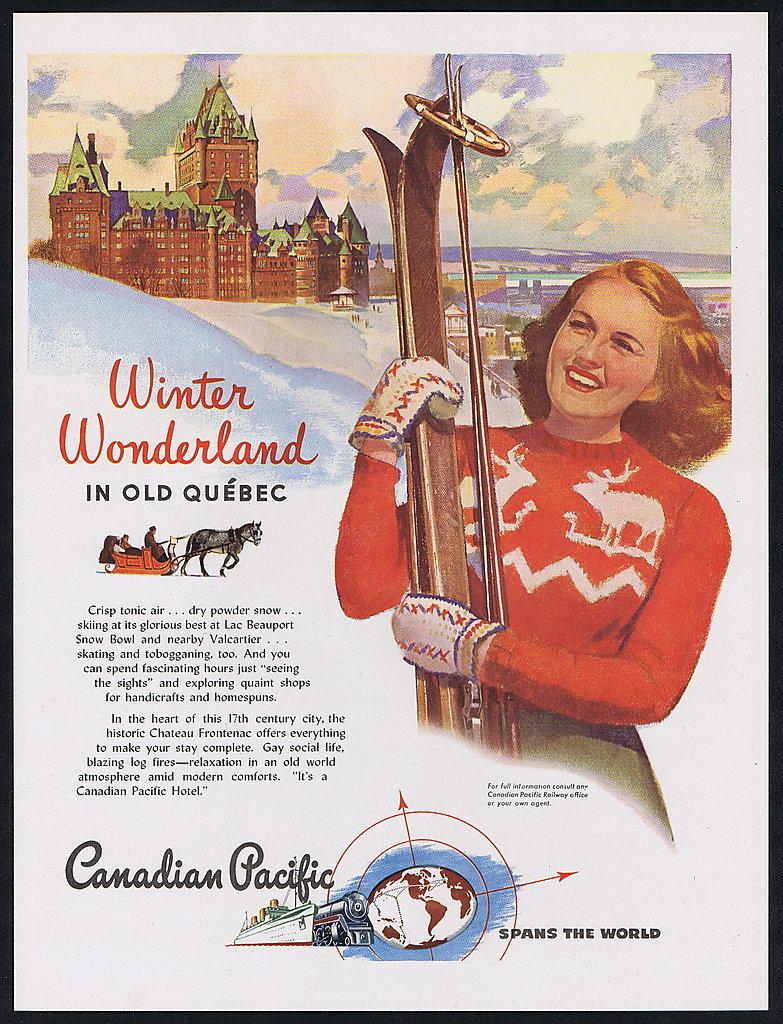 Winter
Wonderland
IN OLD QUÉBEC
Crisp tonic air . . . dry powder snow . . .
skiing at its glorious best at Lac Beauport
Snow Bowl and nearby Valcartier . . .
skating and tobogganing, too. And you
can spend fascinating hours just "seeing
the sights" and exploring quaint shops
for handicrafts and homespuns.
In the heart of this 17th century city, the
historic Chateau Frontenac offers everything
to make your stay complete. Gay social life,
blazing log fires—relaxation in an old world
atmosphere amid modern comforts. "It's a
Canadian Pacific Hotel."
For full information consult any
Canadian Pacific Railway office
or your own agent.
Canadian Pacific
SPANS THE WORLD